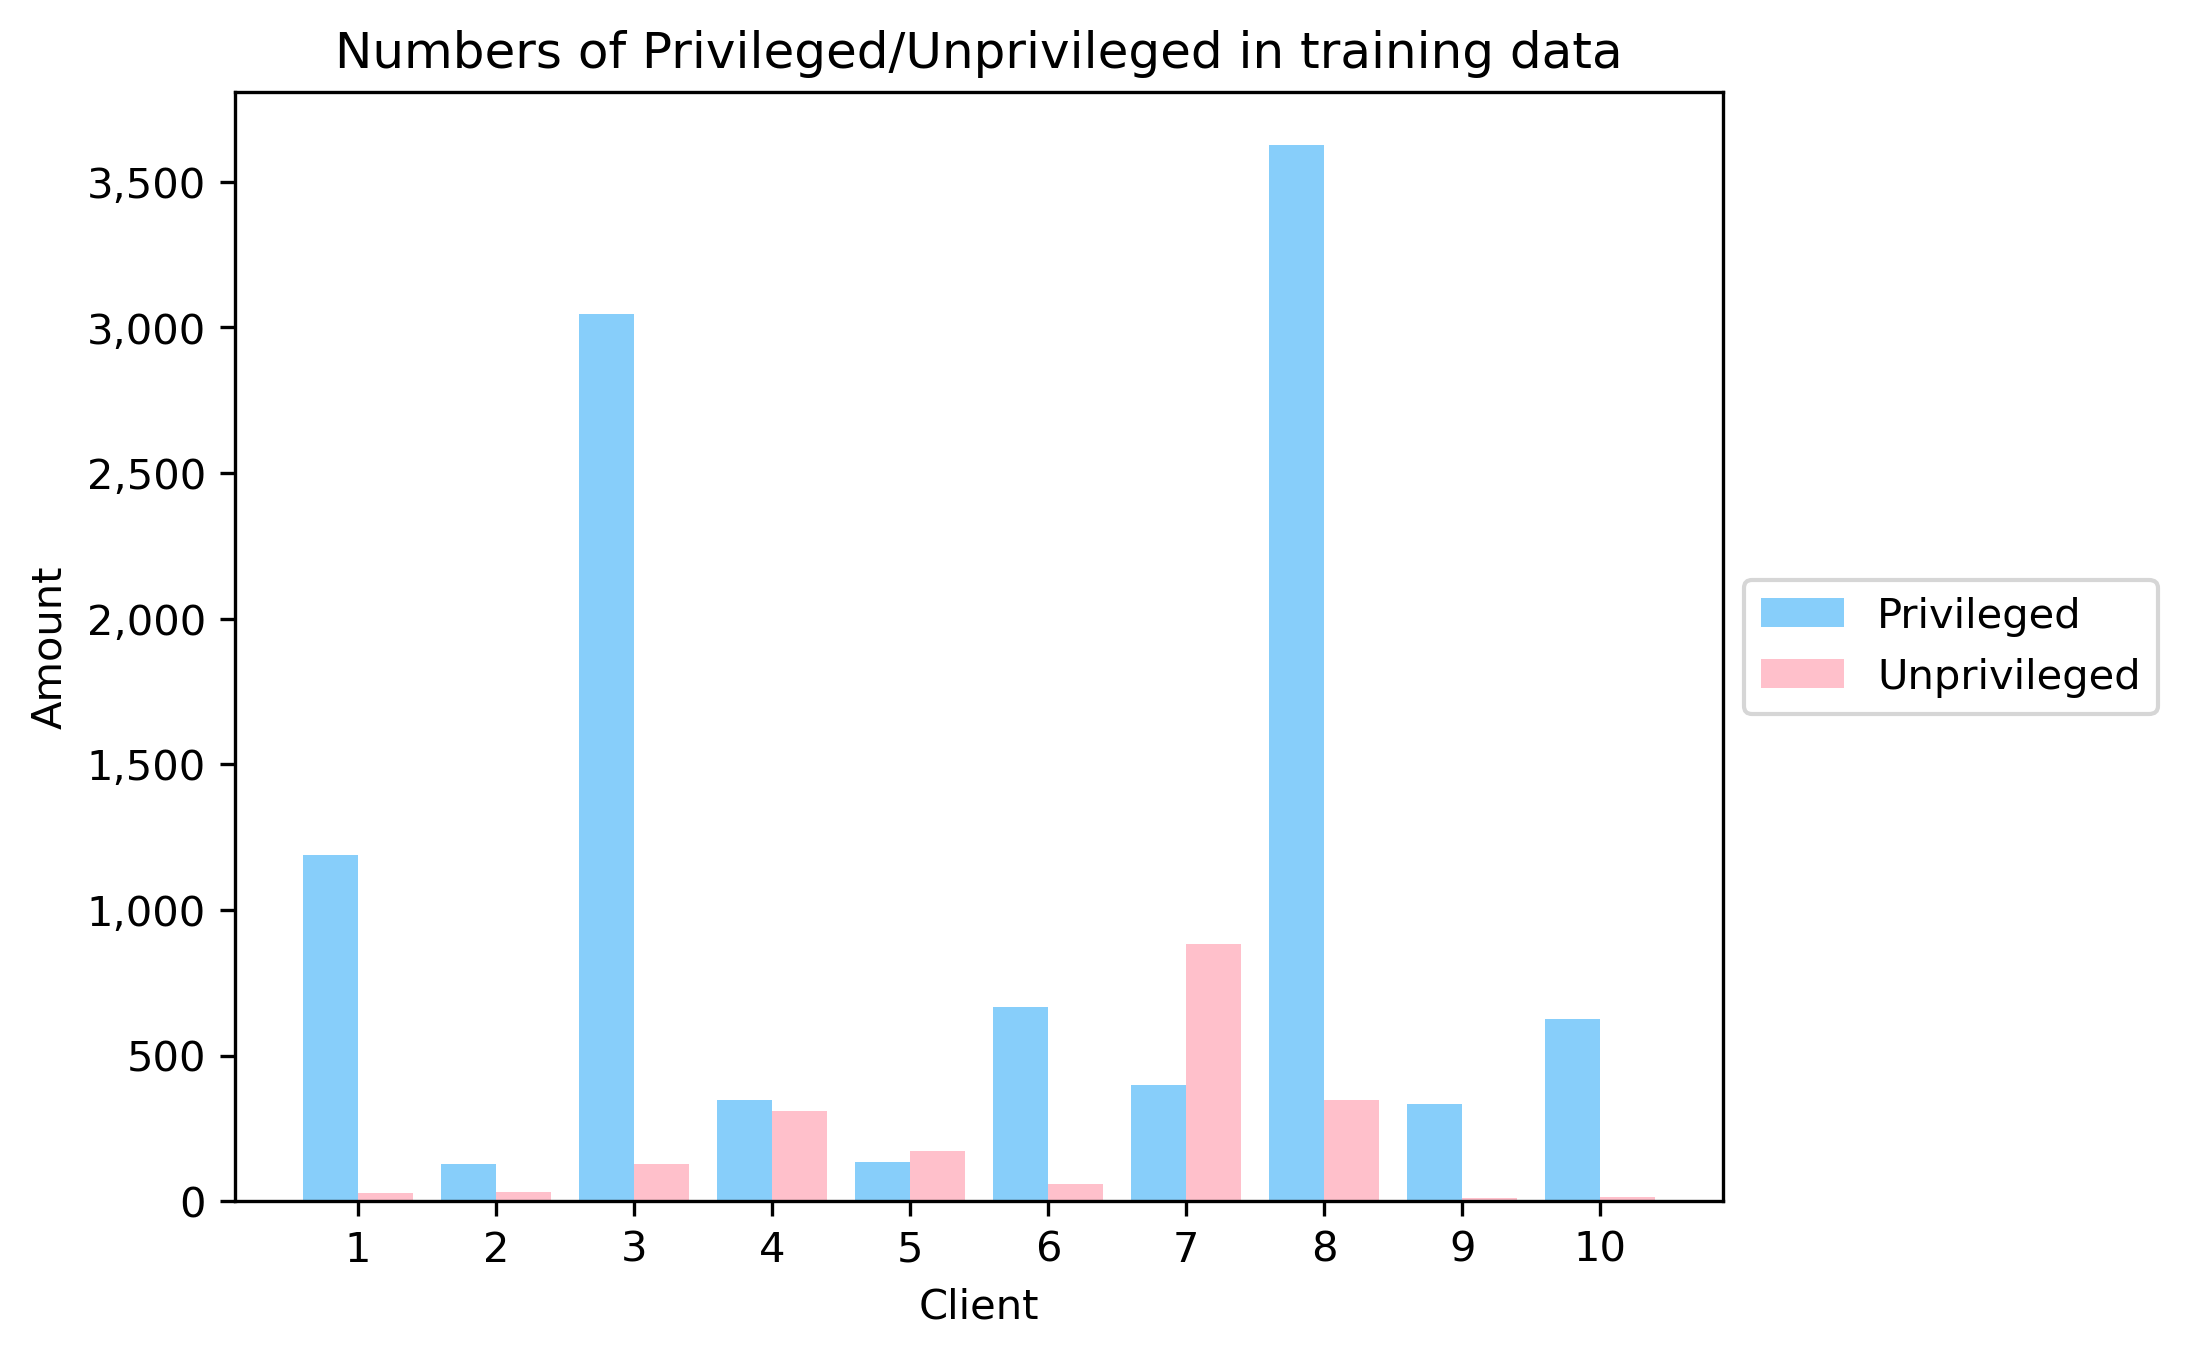 Numbers of Privileged/Unprivileged in training data
Amount
3,500
3,000
2,500
2,000
1,500
1,000
500
0
1 2 3 4 5 6 7 8 9 10
Client
Privileged
Unprivileged